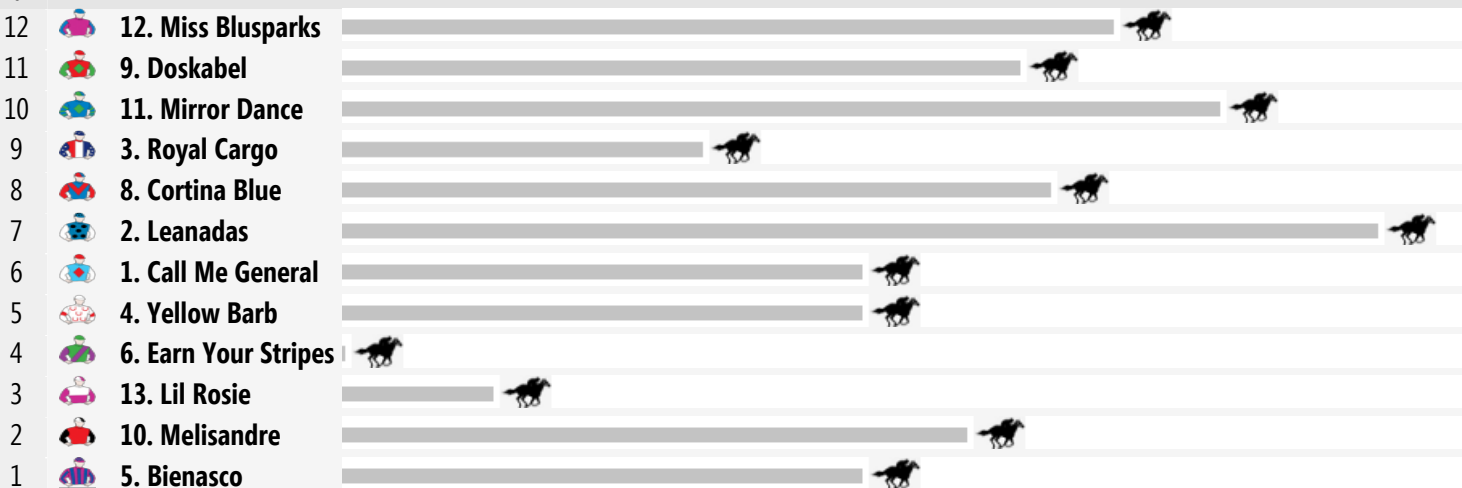 12 12. Miss Blusparks
11 9. Doskabel
10 11. Mirror Dance
9 3. Royal Cargo
8 8. Cortina Blue
7 2. Leanadas
6 1. Call Me General
5 4. Yellow Barb
4 6. Earn Your Stripes
3 13. Lil Rosie
2 10. Melisandre
1 5. Bienasco